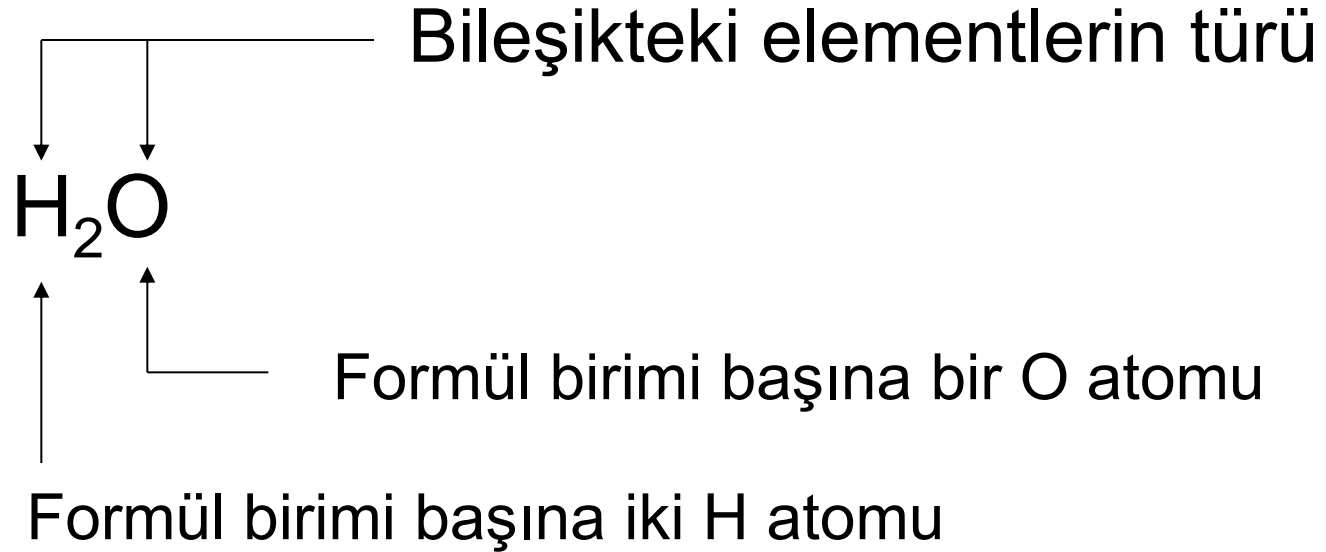 Bileşikteki elementlerin türü
H₂O
Formül birimi başına bir O atomu
Formül birimi başına iki H atomu